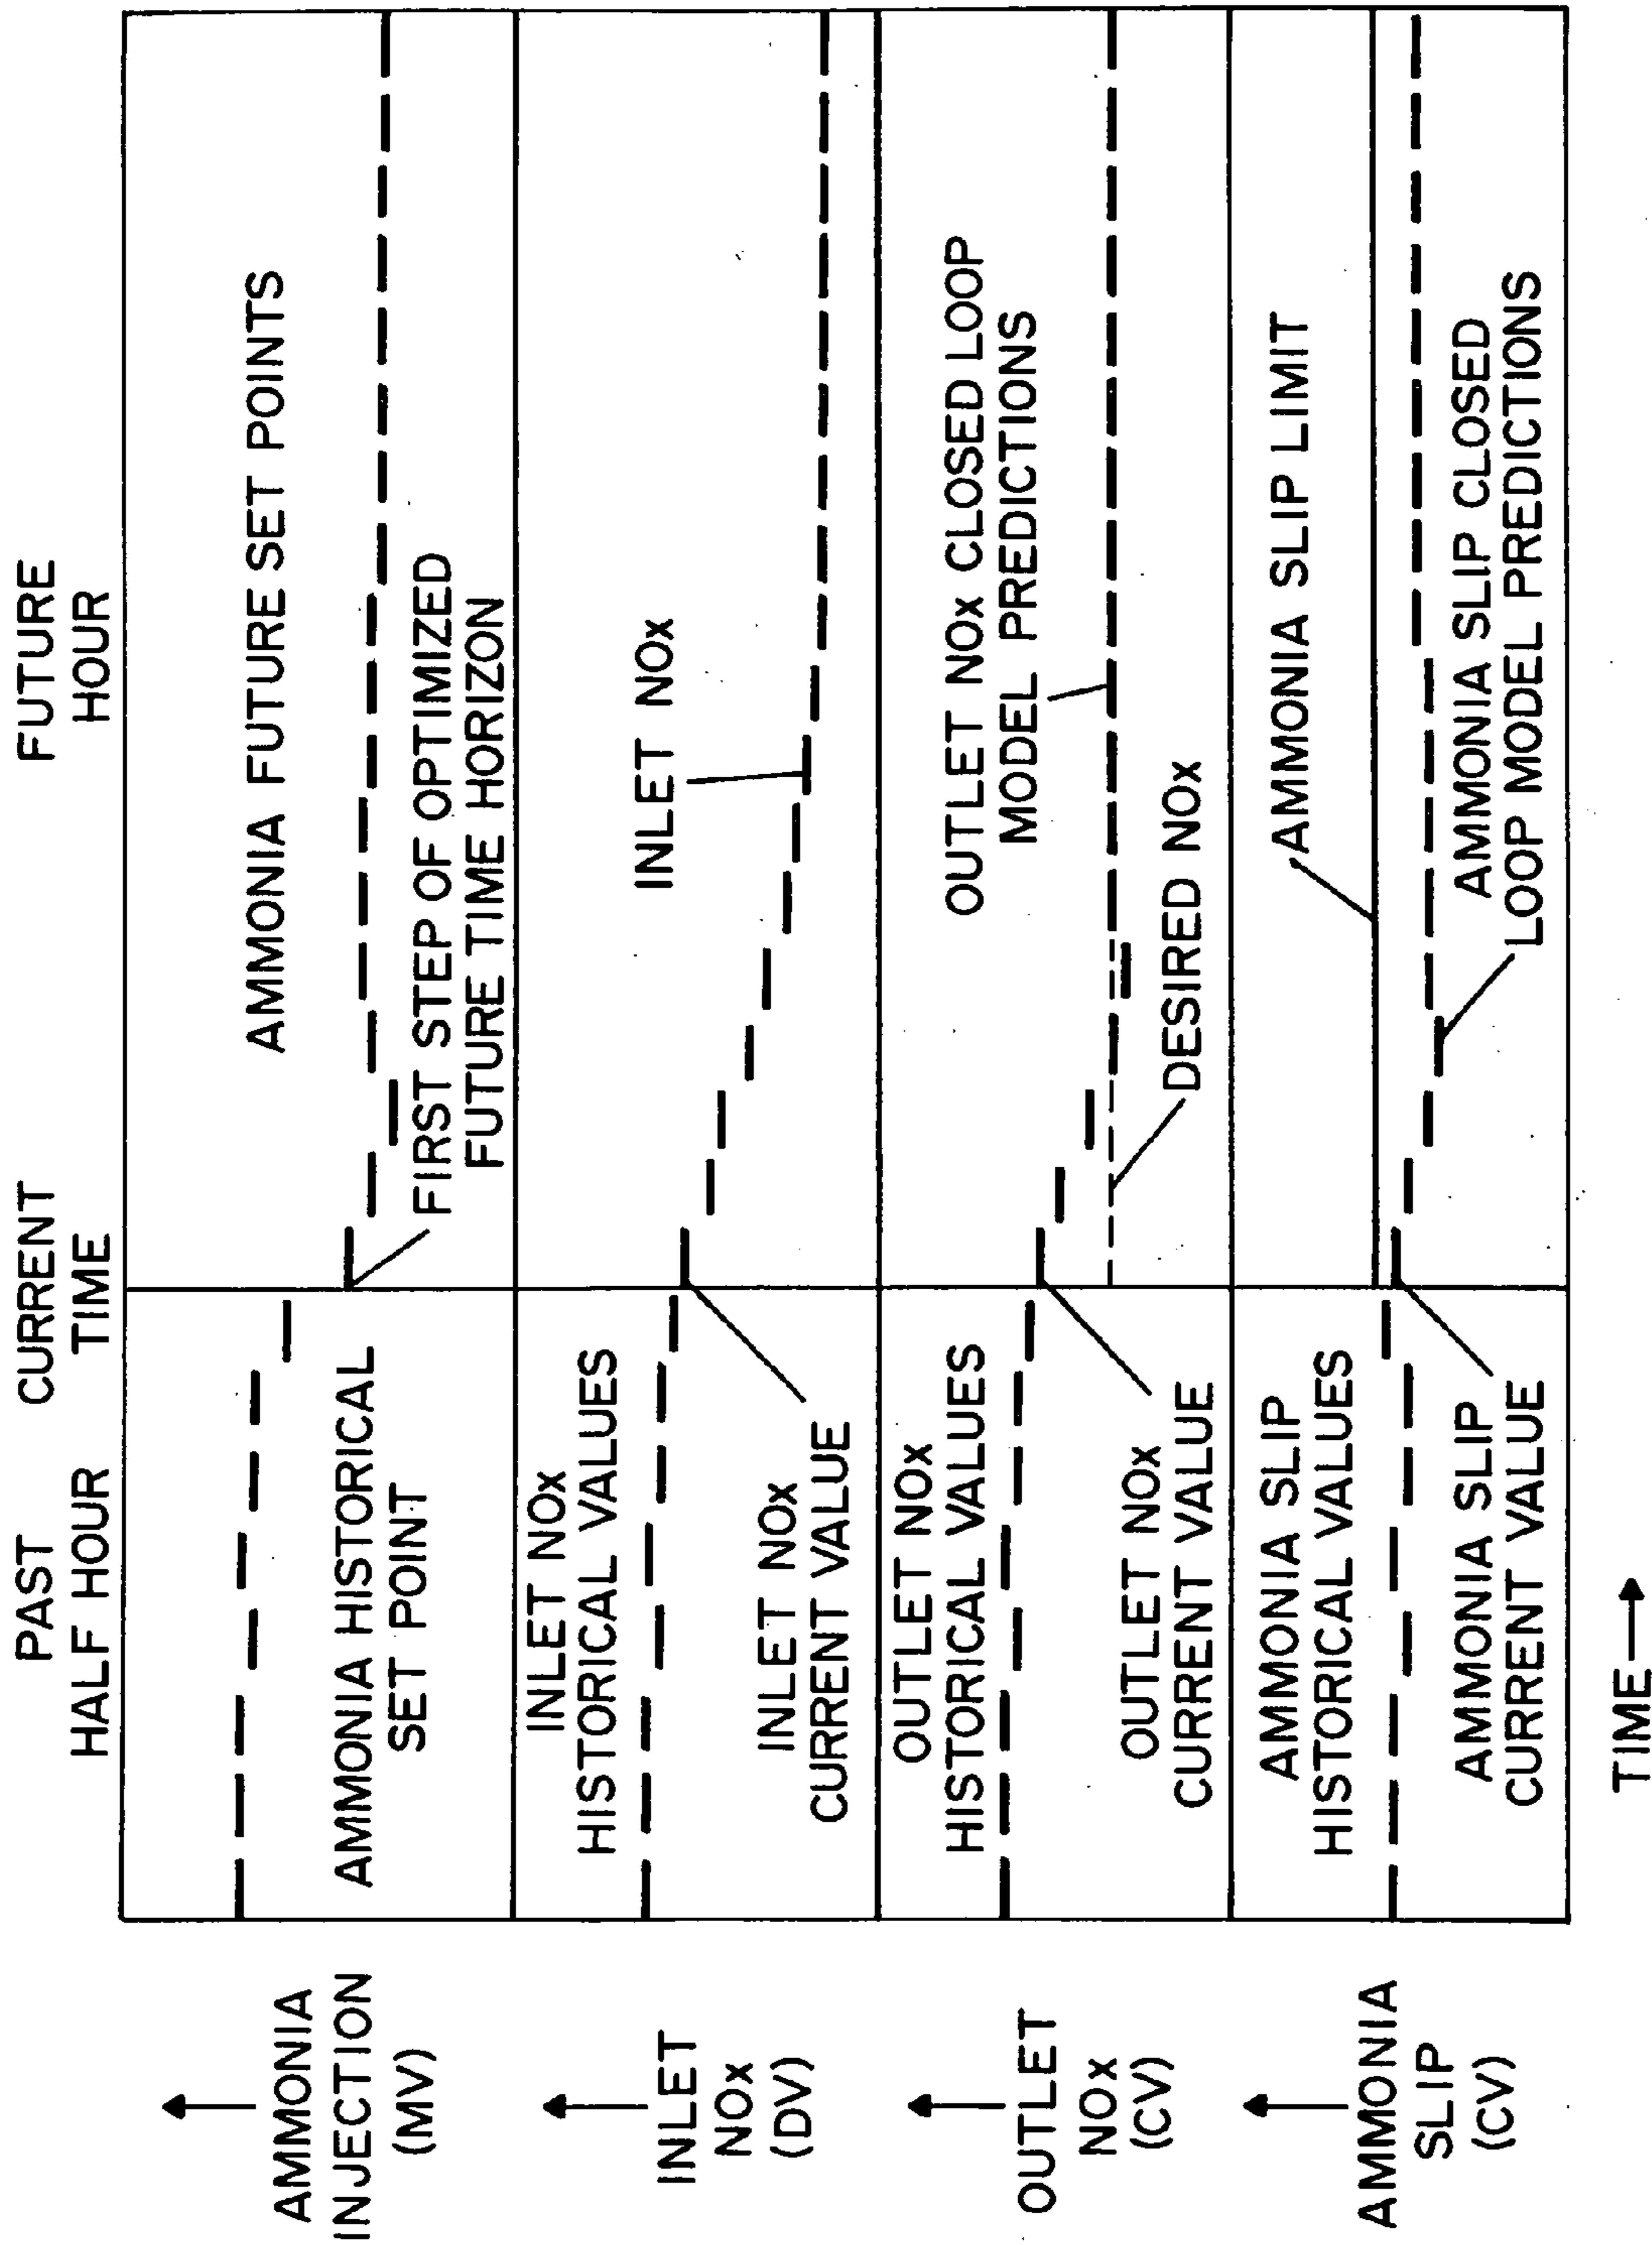 PAST
HALF HOUR
CURRENT
TIME
FUTURE
HOUR
AMMONIA
INJECTION
(MV)
AMMONIA HISTORICAL
SET POINT
AMMONIA FUTURE SET POINTS
FIRST STEP OF OPTIMIZED
FUTURE TIME HORIZON
INLET
NOx
(DV)
INLET NOx
HISTORICAL VALUES
INLET NOx
CURRENT VALUE
INLET NOx
OUTLET
NOx
(CV)
OUTLET NOx
HISTORICAL VALUES
OUTLET NOx
CURRENT VALUE
OUTLET NOx CLOSED LOOP
MODEL PREDICTIONS
DESIRED NOx
AMMONIA
SLIP
(CV)
AMMONIA SLIP
HISTORICAL VALUES
AMMONIA SLIP
CURRENT VALUE
AMMONIA SLIP LIMIT
AMMONIA SLIP CLOSED
LOOP MODEL PREDICTIONS
TIME